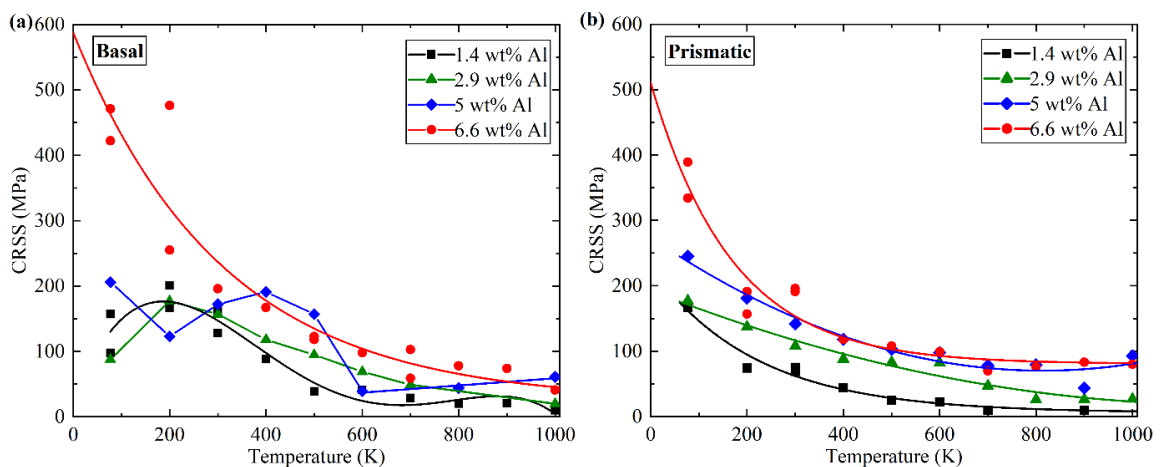 (a)
Basal
1.4 wt% Al
2.9 wt% Al
5 wt% Al
6.6 wt% Al
600
500
400
300
200
100
0
CRSS (MPa)
0 200 400 600 800 1000
Temperature (K)
(b)
Prismatic
1.4 wt% Al
2.9 wt% Al
5 wt% Al
6.6 wt% Al
600
500
400
300
200
100
0
CRSS (MPa)
0 200 400 600 800 1000
Temperature (K)